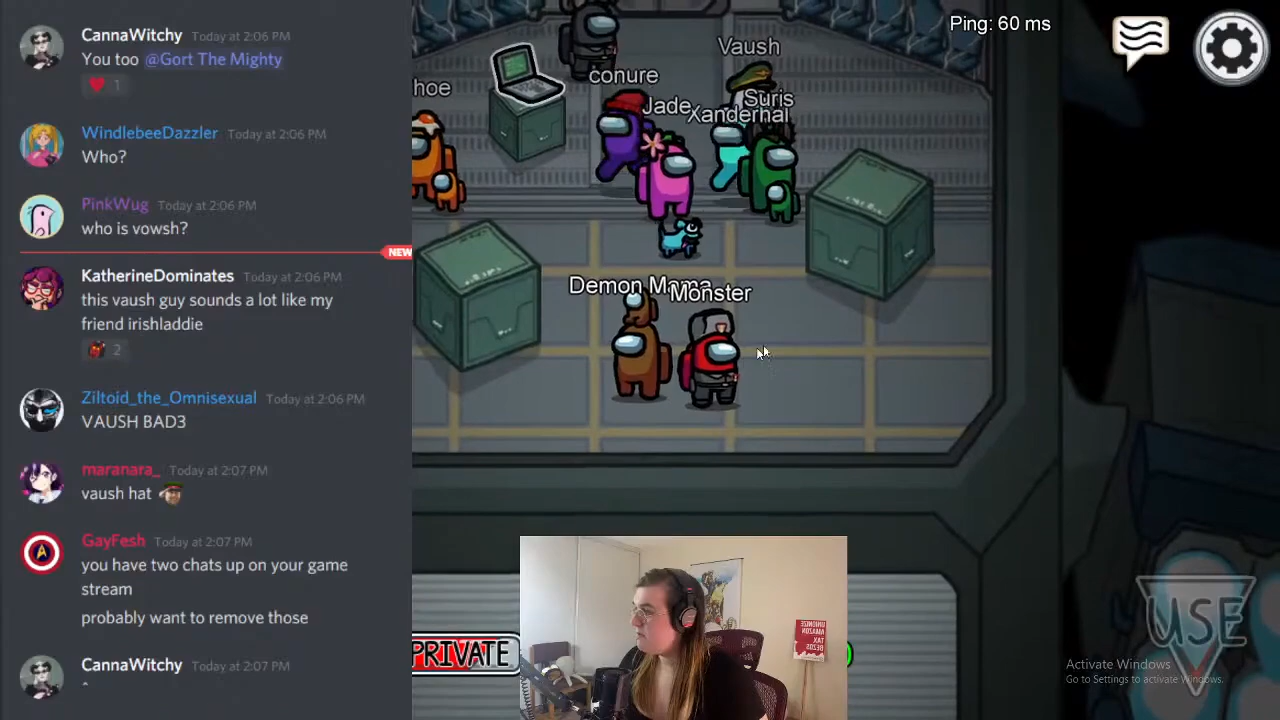 CannaWitchy Today at 2:06 PM
You too @Gort The Mighty
1
WindlebeeDazzler Today at 2:06 PM
Who?
PinkWug Today at 2:06 PM
who is vowsh?
NEW
KatherineDominates Today at 2:06 PM
this vaush guy sounds a lot like my
friend irishladdie
2
Ziltoid_the_Omnisexual Today at 2:06 PM
VAUSH BAD3
maranara_ Today at 2:07 PM
vaush hat
GayFesh Today at 2:07 PM
you have two chats up on your game
stream
probably want to remove those
CannaWitchy Today at 2:07 PM
Ping: 60 ms
Vaush
conure
hoe
Suris
Jade
Xanderhal
Demon Mama
Monster
USE
PRIVATE
UNIONIZE
AMAZON
TAX
BEZOS
Activate Windows
Go to Settings to activate Windows.